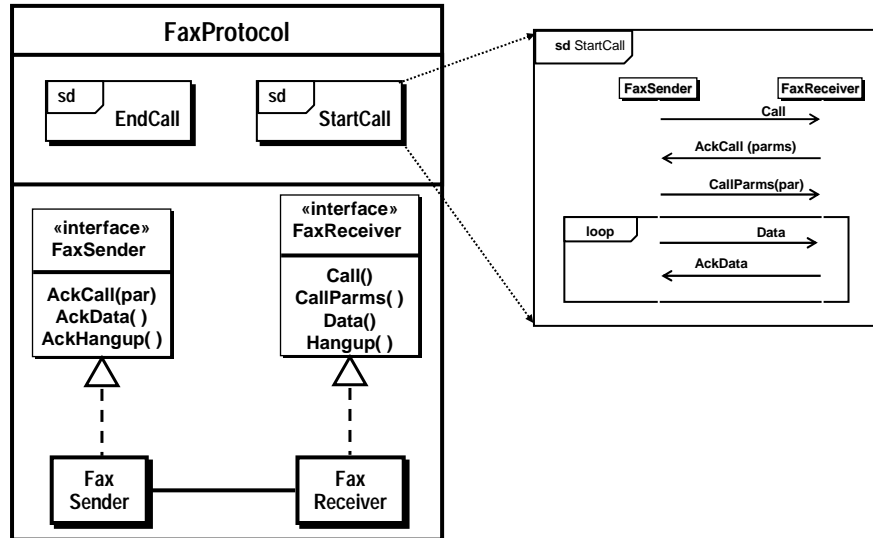 FaxProtocol
sd
EndCall
sd
StartCall
«interface»
FaxSender
AckCall(par)
AckData( )
AckHangup( )
«interface»
FaxReceiver
Call()
CallParms( )
Data()
Hangup( )
Fax
Sender
Fax
Receiver
sd StartCall
FaxSender
FaxReceiver
Call
AckCall (parms)
CallParms(par)
loop
Data
AckData